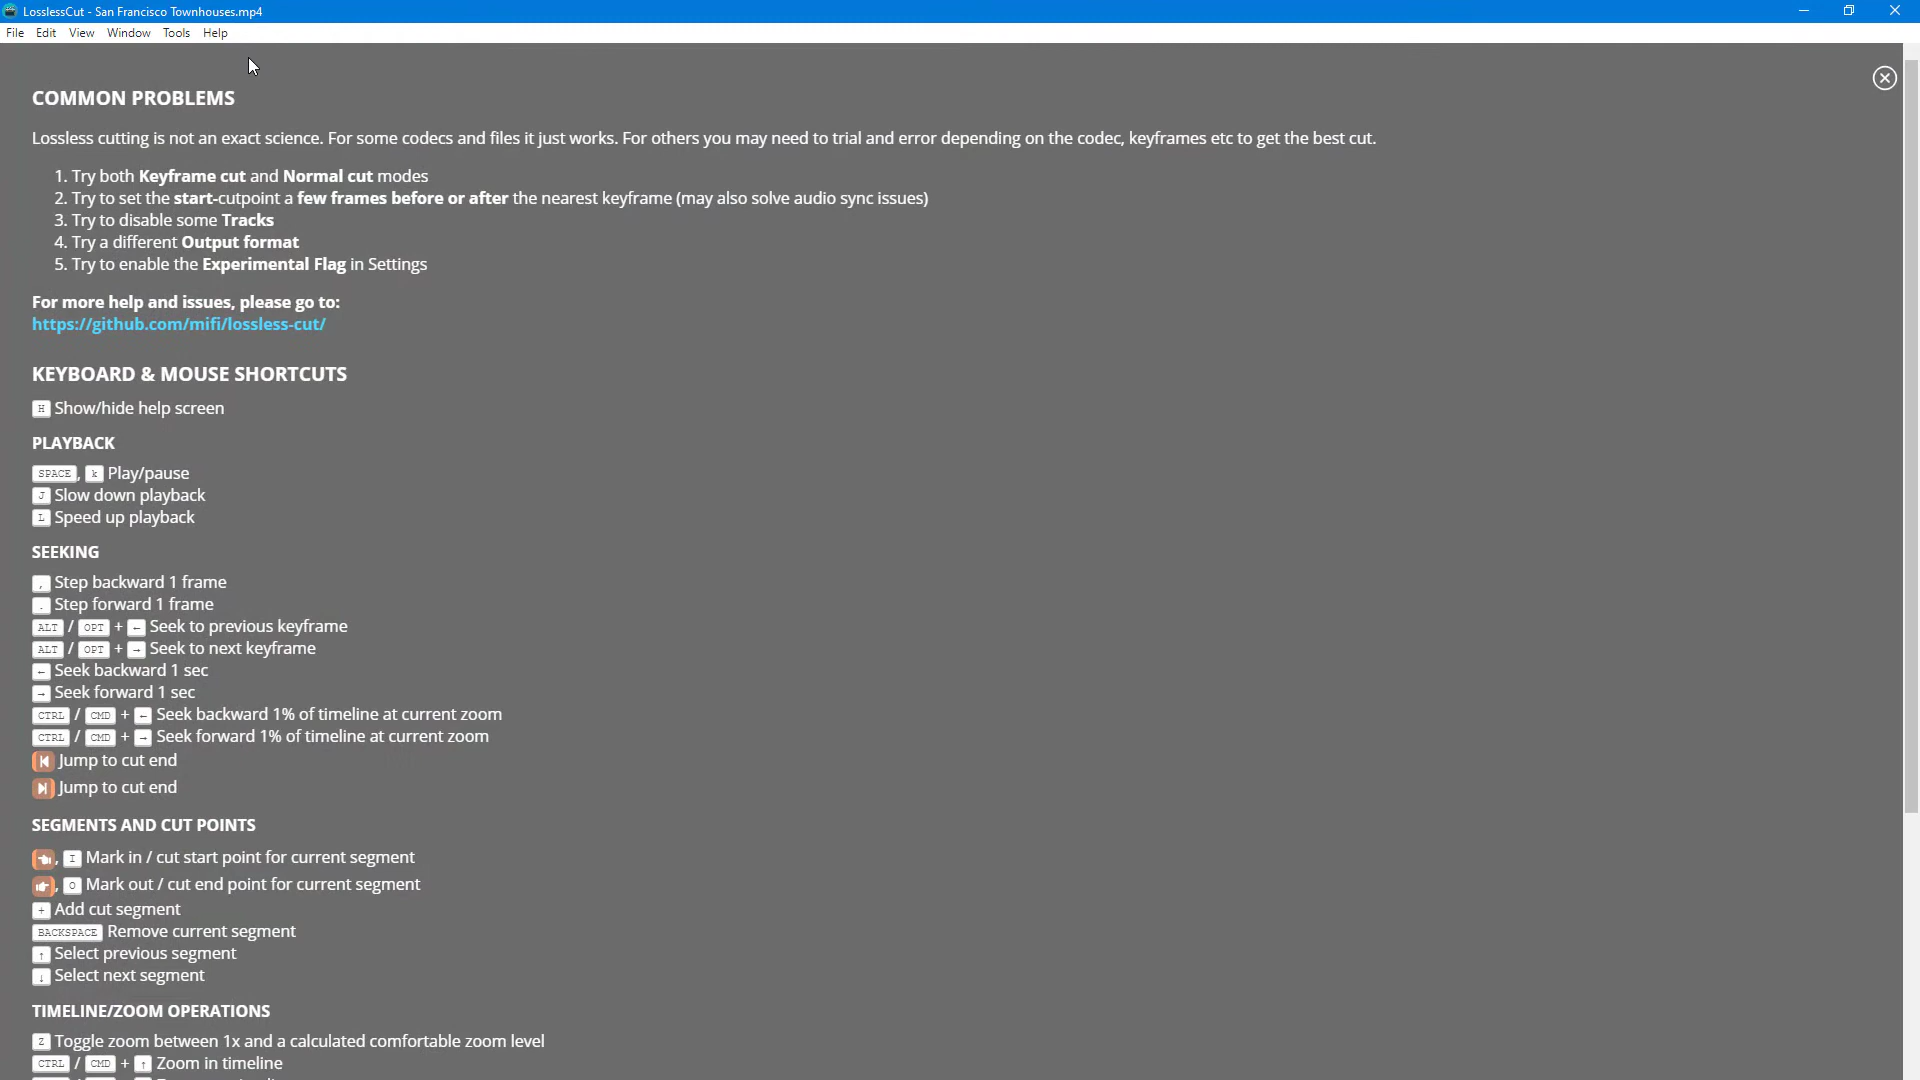 LosslessCut - San Francisco Townhouses.mp4
File Edit View Window Tools Help
COMMON PROBLEMS
Lossless cutting is not an exact science. For some codecs and files it just works. For others you may need to trial and error depending on the codec, keyframes etc to get the best cut.
1. Try both Keyframe cut and Normal cut modes
2. Try to set the start-cutpoint a few frames before or after the nearest keyframe (may also solve audio sync issues)
3. Try to disable some Tracks
4. Try a different Output format
5. Try to enable the Experimental Flag in Settings
For more help and issues, please go to:
https://github.com/mifi/lossless-cut/
KEYBOARD & MOUSE SHORTCUTS
H Show/hide help screen
PLAYBACK
SPACE, k Play/pause
J Slow down playback
L Speed up playback
SEEKING
, Step backward 1 frame
. Step forward 1 frame
ALT / OPT + ← Seek to previous keyframe
ALT / OPT + → Seek to next keyframe
← Seek backward 1 sec
→ Seek forward 1 sec
CTRL / CMD + ← Seek backward 1% of timeline at current zoom
CTRL / CMD + → Seek forward 1% of timeline at current zoom
Jump to cut end
Jump to cut end
SEGMENTS AND CUT POINTS
, I Mark in / cut start point for current segment
, O Mark out / cut end point for current segment
+ Add cut segment
BACKSPACE Remove current segment
↑ Select previous segment
↓ Select next segment
TIMELINE/ZOOM OPERATIONS
Z Toggle zoom between 1x and a calculated comfortable zoom level
CTRL / CMD + ↑ Zoom in timeline